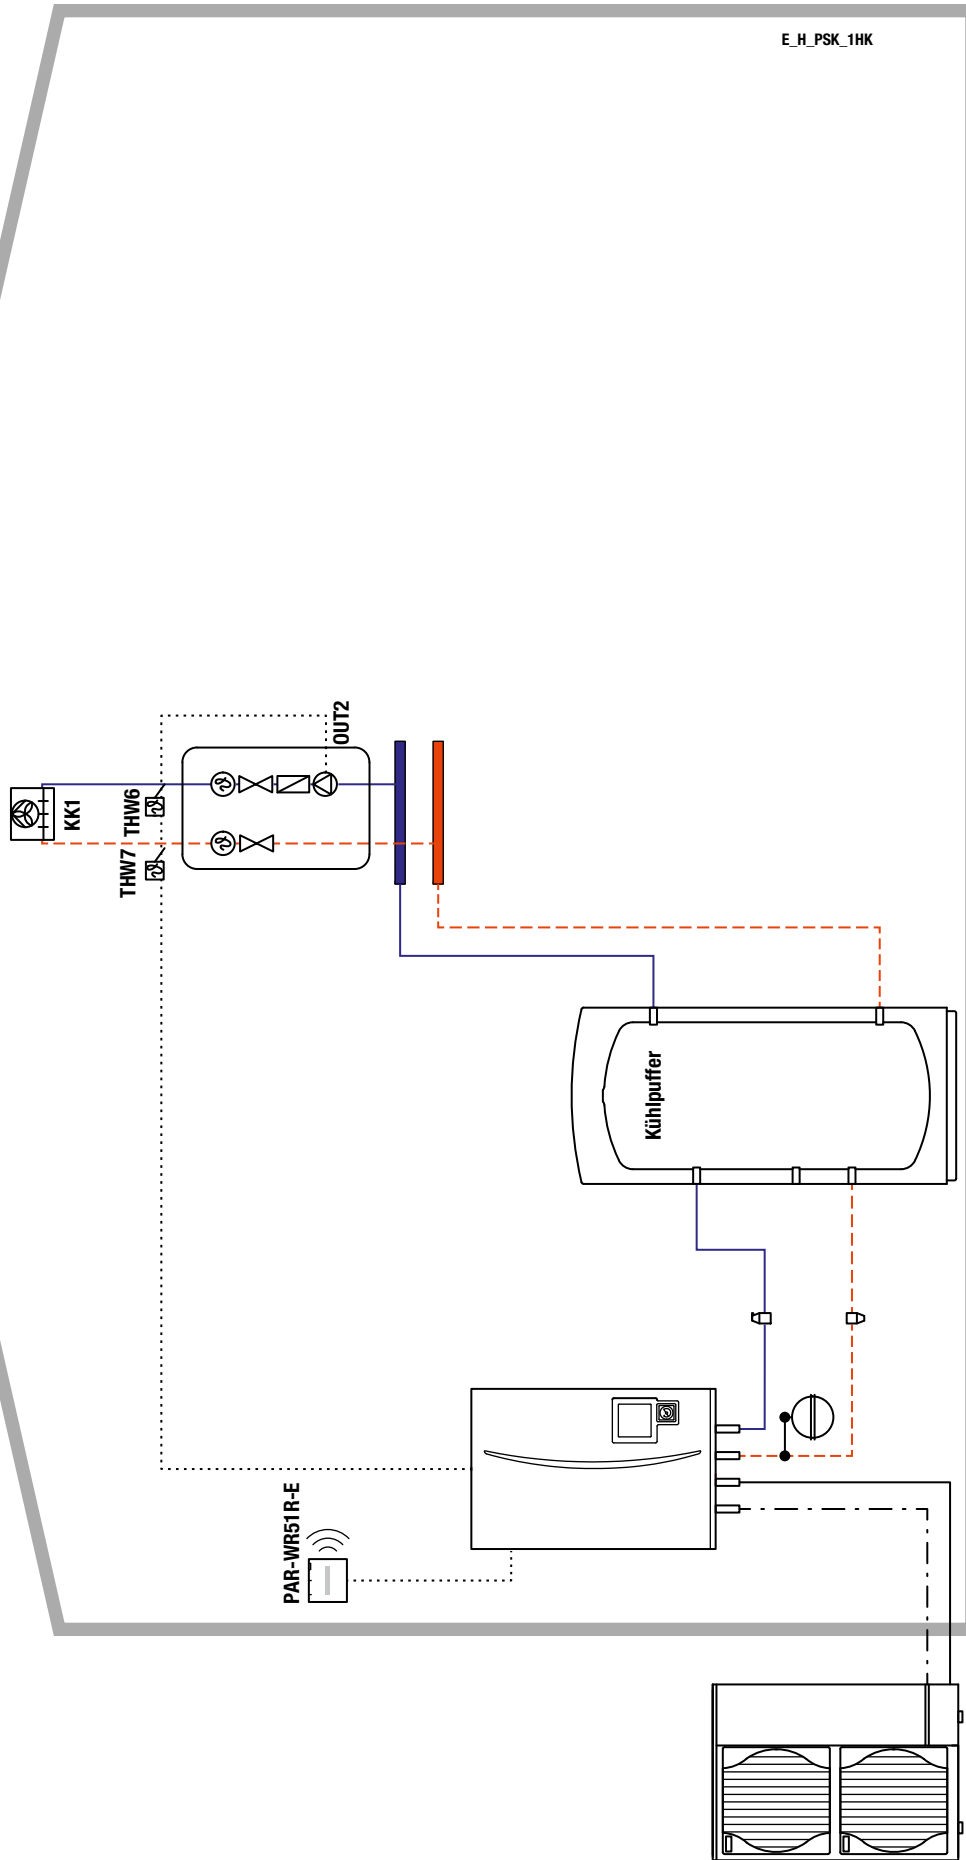 E_H_PSK_1HK
KK1
THW6
THW7
OUT2
Kühlpuffer
PAR-WR51R-E